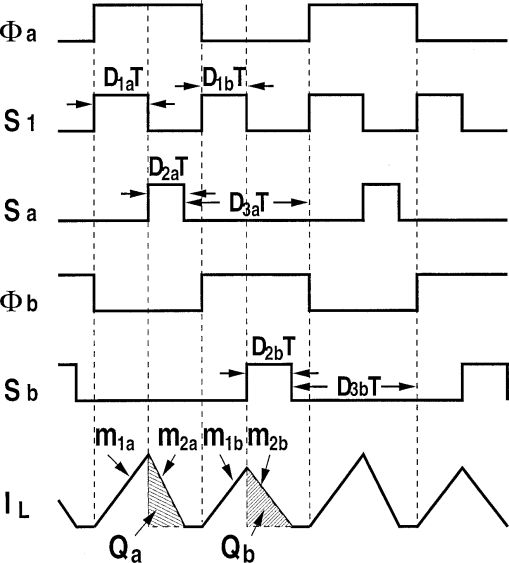 Φa
D1aT D1bT
S1
D2aT
Sa D3aT
Φb
D2bT
Sb D3bT
m1a m2a m1b m2b
IL
Qa Qb